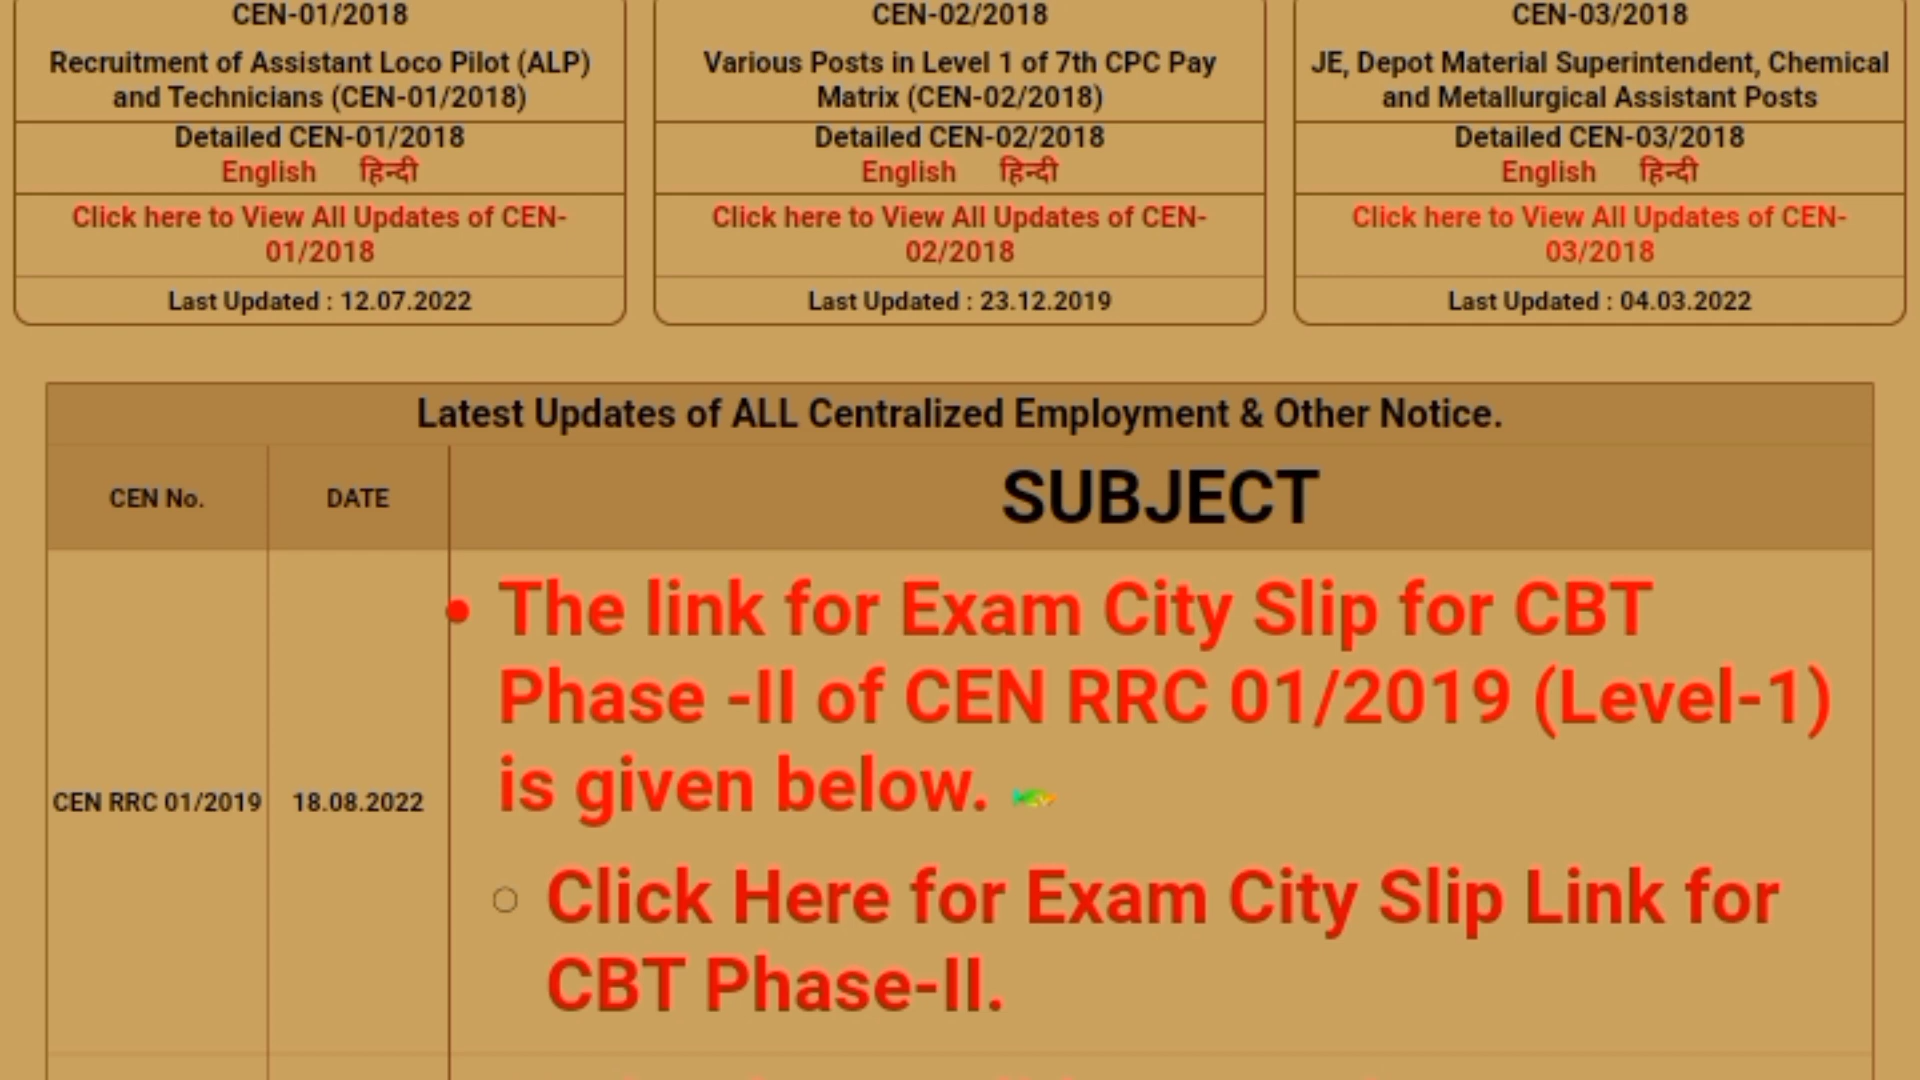 CEN-01/2018
Recruitment of Assistant Loco Pilot (ALP)
and Technicians (CEN-01/2018)
Detailed CEN-01/2018
English हिन्दी
Click here to View All Updates of CEN-
01/2018
Last Updated : 12.07.2022
CEN-02/2018
Various Posts in Level 1 of 7th CPC Pay
Matrix (CEN-02/2018)
Detailed CEN-02/2018
English हिन्दी
Click here to View All Updates of CEN-
02/2018
Last Updated : 23.12.2019
CEN-03/2018
JE, Depot Material Superintendent, Chemical
and Metallurgical Assistant Posts
Detailed CEN-03/2018
English हिन्दी
Click here to View All Updates of CEN-
03/2018
Last Updated : 04.03.2022
Latest Updates of ALL Centralized Employment & Other Notice.
CEN No. DATE SUBJECT
CEN RRC 01/2019 18.08.2022
• The link for Exam City Slip for CBT
Phase -II of CEN RRC 01/2019 (Level-1)
is given below.
○ Click Here for Exam City Slip Link for
CBT Phase-II.